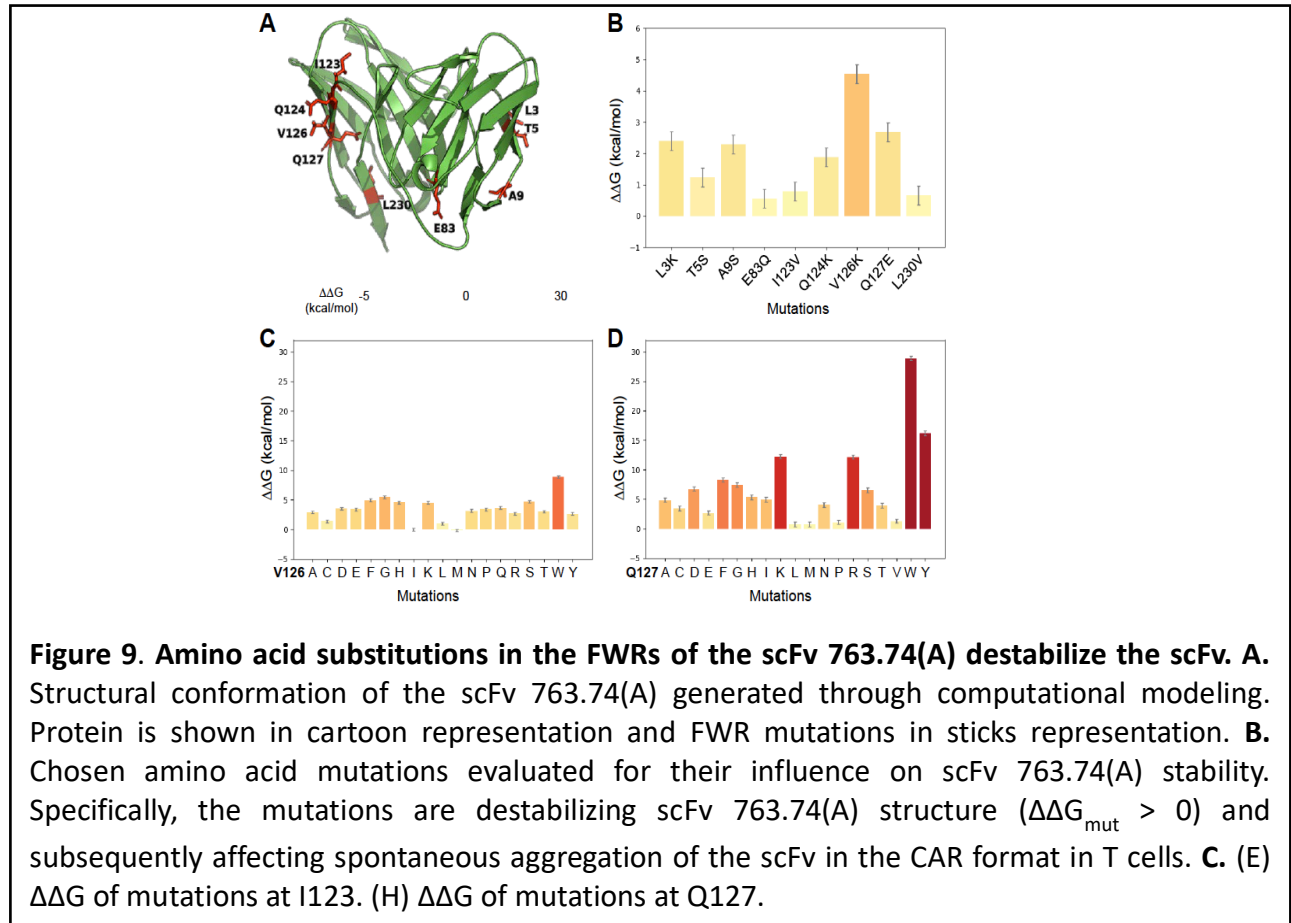 A
I123
Q124
V126
Q127
L3
T5
A9
L230
E83
ΔΔG
(kcal/mol)
-5 0 30
B
6
5
4
3
2
1
0
−1
ΔΔG (kcal/mol)
L3K T5S A9S E83Q I123V Q124K V126K Q127E L230V
Mutations
C
30
25
20
15
10
5
0
−5
ΔΔG (kcal/mol)
V126 A C D E F G H I K L M N P Q R S T W Y
Mutations
D
30
25
20
15
10
5
0
−5
ΔΔG (kcal/mol)
Q127 A C D E F G H I K L M N P R S T V W Y
Mutations
Figure 9. Amino acid substitutions in the FWRs of the scFv 763.74(A) destabilize the scFv. A.
Structural conformation of the scFv 763.74(A) generated through computational modeling.
Protein is shown in cartoon representation and FWR mutations in sticks representation. B.
Chosen amino acid mutations evaluated for their influence on scFv 763.74(A) stability.
Specifically, the mutations are destabilizing scFv 763.74(A) structure (ΔΔGmut > 0) and
subsequently affecting spontaneous aggregation of the scFv in the CAR format in T cells. C. (E)
ΔΔG of mutations at I123. (H) ΔΔG of mutations at Q127.